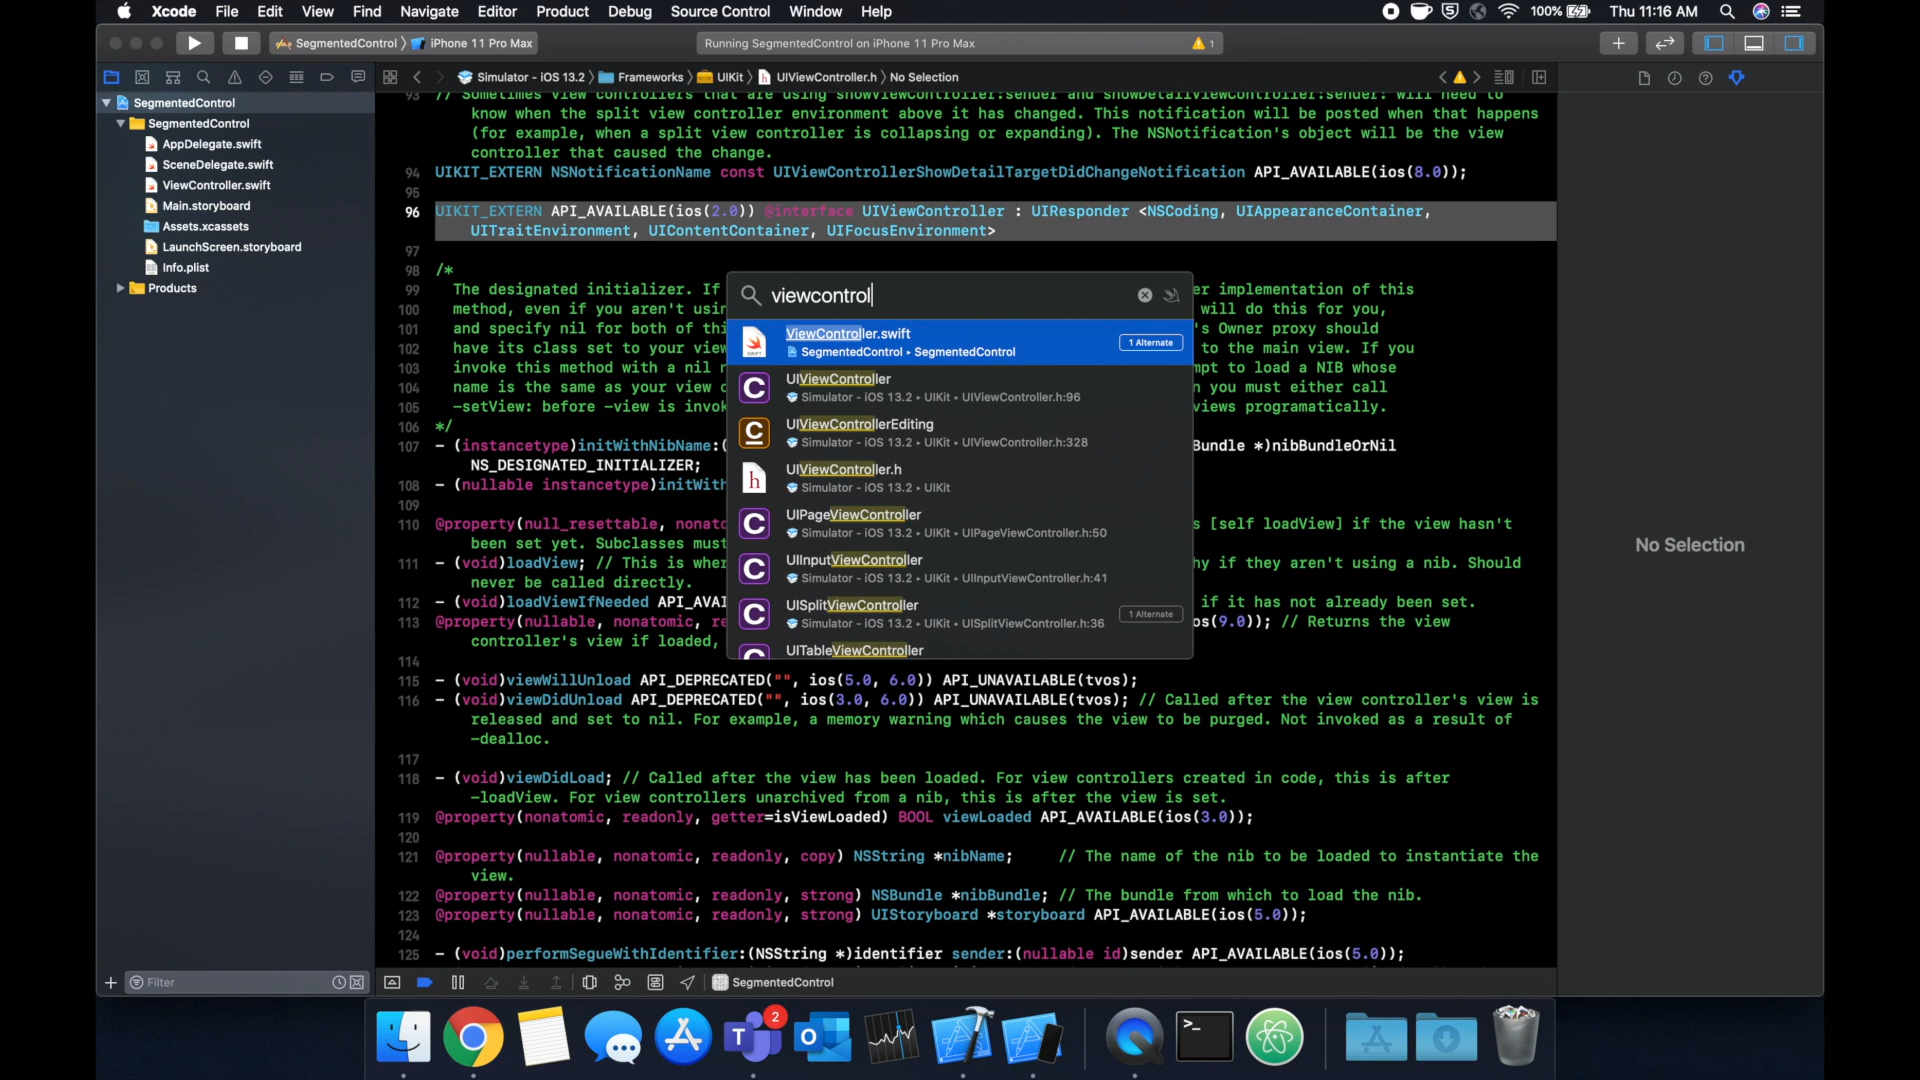 Xcode File Edit View Find Navigate Editor Product Debug Source Control Window Help 100% Thu 11:16 AM
SegmentedControl iPhone 11 Pro Max Running SegmentedControl on iPhone 11 Pro Max 1
Simulator - iOS 13.2 Frameworks UIKit UIViewController.h No Selection
SegmentedControl
SegmentedControl
AppDelegate.swift
SceneDelegate.swift
ViewController.swift
Main.storyboard
Assets.xcassets
LaunchScreen.storyboard
Info.plist
Products
93 // Sometimes view controllers that are using showViewController:sender and showDetailViewController:sender: will need to
know when the split view controller environment above it has changed. This notification will be posted when that happens
(for example, when a split view controller is collapsing or expanding). The NSNotification's object will be the view
controller that caused the change.
94 UIKIT_EXTERN NSNotificationName const UIViewControllerShowDetailTargetDidChangeNotification API_AVAILABLE(ios(8.0));
95
96 UIKIT_EXTERN API_AVAILABLE(ios(2.0)) @interface UIViewController : UIResponder <NSCoding, UIAppearanceContainer,
UITraitEnvironment, UIContentContainer, UIFocusEnvironment>
97
98 /*
99 The designated initializer. If er implementation of this
100 method, even if you aren't usin will do this for you,
101 and specify nil for both of thi 's Owner proxy should
102 have its class set to your view to the main view. If you
103 invoke this method with a nil n mpt to load a NIB whose
104 name is the same as your view c n you must either call
105 -setView: before -view is invok views programatically.
106 */
107 - (instancetype)initWithNibName:( Bundle *)nibBundleOrNil
NS_DESIGNATED_INITIALIZER;
108 - (nullable instancetype)initWith
109
110 @property(null_resettable, nonato s [self loadView] if the view hasn't
been set yet. Subclasses must
111 - (void)loadView; // This is wher hy if they aren't using a nib. Should
never be called directly.
112 - (void)loadViewIfNeeded API_AVAI if it has not already been set.
113 @property(nullable, nonatomic, re os(9.0)); // Returns the view
controller's view if loaded,
114
115 - (void)viewWillUnload API_DEPRECATED("", ios(5.0, 6.0)) API_UNAVAILABLE(tvos);
116 - (void)viewDidUnload API_DEPRECATED("", ios(3.0, 6.0)) API_UNAVAILABLE(tvos); // Called after the view controller's view is
released and set to nil. For example, a memory warning which causes the view to be purged. Not invoked as a result of
-dealloc.
117
118 - (void)viewDidLoad; // Called after the view has been loaded. For view controllers created in code, this is after
-loadView. For view controllers unarchived from a nib, this is after the view is set.
119 @property(nonatomic, readonly, getter=isViewLoaded) BOOL viewLoaded API_AVAILABLE(ios(3.0));
120
121 @property(nullable, nonatomic, readonly, copy) NSString *nibName; // The name of the nib to be loaded to instantiate the
view.
122 @property(nullable, nonatomic, readonly, strong) NSBundle *nibBundle; // The bundle from which to load the nib.
123 @property(nullable, nonatomic, readonly, strong) UIStoryboard *storyboard API_AVAILABLE(ios(5.0));
124
125 - (void)performSegueWithIdentifier:(NSString *)identifier sender:(nullable id)sender API_AVAILABLE(ios(5.0));
viewcontrol
ViewController.swift
SegmentedControl ▸ SegmentedControl
1 Alternate
UIViewController
Simulator - iOS 13.2 ▸ UIKit ▸ UIViewController.h:96
UIViewControllerEditing
Simulator - iOS 13.2 ▸ UIKit ▸ UIViewController.h:328
UIViewController.h
Simulator - iOS 13.2 ▸ UIKit
UIPageViewController
Simulator - iOS 13.2 ▸ UIKit ▸ UIPageViewController.h:50
UIInputViewController
Simulator - iOS 13.2 ▸ UIKit ▸ UIInputViewController.h:41
UISplitViewController
Simulator - iOS 13.2 ▸ UIKit ▸ UISplitViewController.h:36
1 Alternate
UITableViewController
No Selection
Filter
SegmentedControl
2